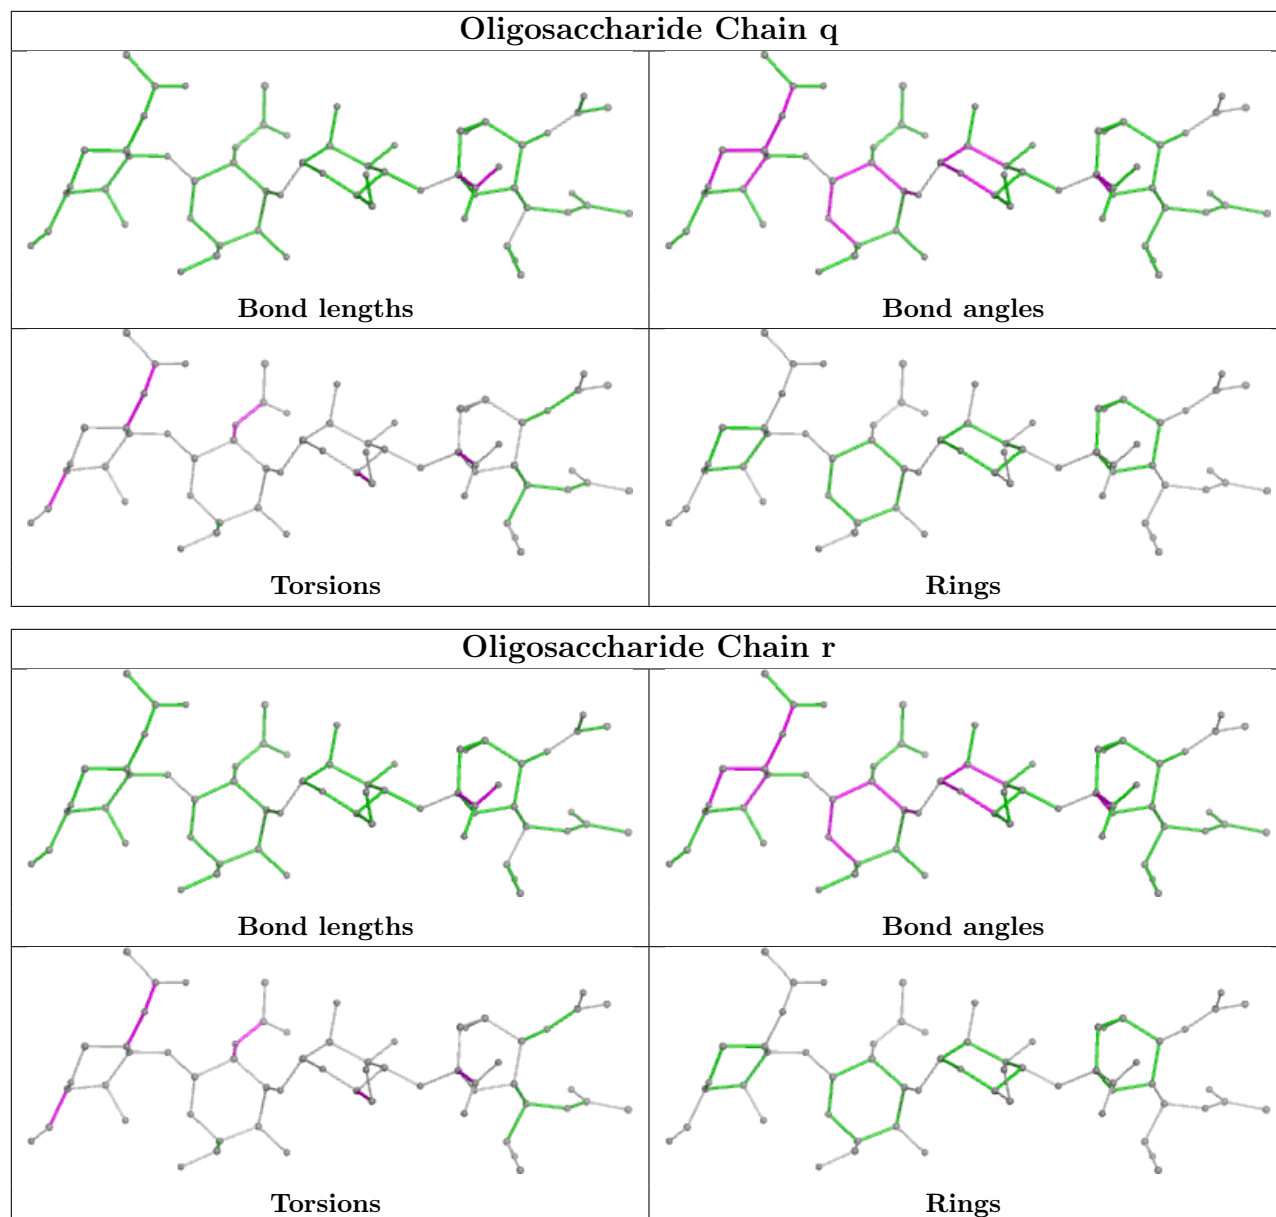 Oligosaccharide Chain q
Bond lengths
Bond angles
Torsions
Rings
Oligosaccharide Chain r
Bond lengths
Bond angles
Torsions
Rings